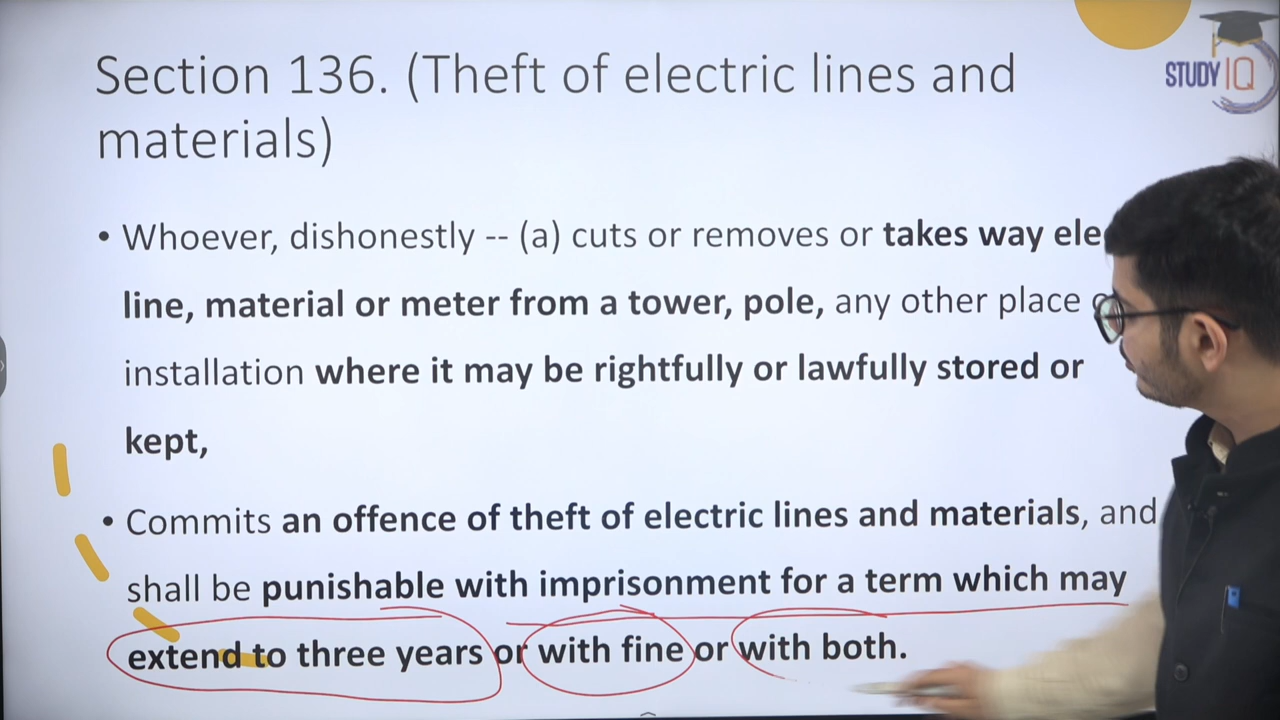 Section 136. (Theft of electric lines and
STUDY IQ
materials)
• Whoever, dishonestly -- (a) cuts or removes or takes way
line, material or meter from a tower, pole, any other place
installation where it may be rightfully or lawfully stored or
kept,
• Commits an offence of theft of electric lines and materials, and
shall be punishable with imprisonment for a term which may
extend to three years or with fine or with both.